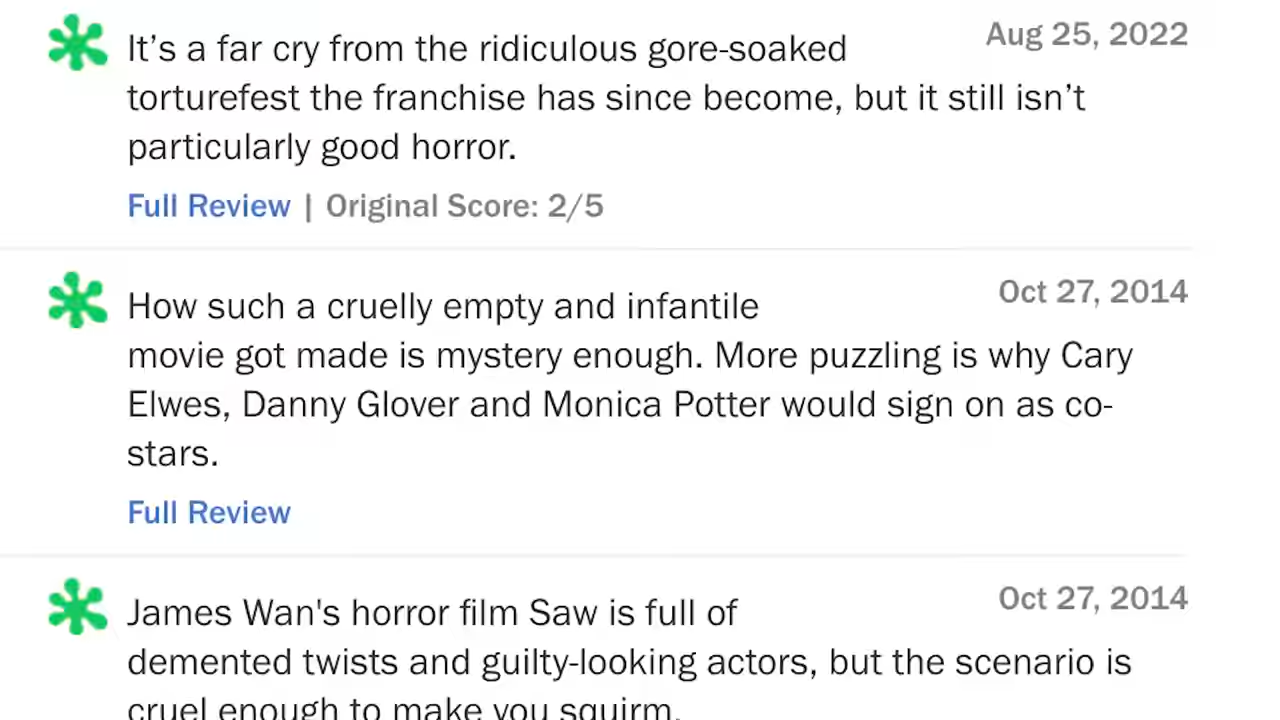 It’s a far cry from the ridiculous gore-soaked
Aug 25, 2022
torturefest the franchise has since become, but it still isn’t
particularly good horror.
Full Review | Original Score: 2/5
How such a cruelly empty and infantile
Oct 27, 2014
movie got made is mystery enough. More puzzling is why Cary
Elwes, Danny Glover and Monica Potter would sign on as co-
stars.
Full Review
James Wan's horror film Saw is full of
Oct 27, 2014
demented twists and guilty-looking actors, but the scenario is
cruel enough to make you squirm.